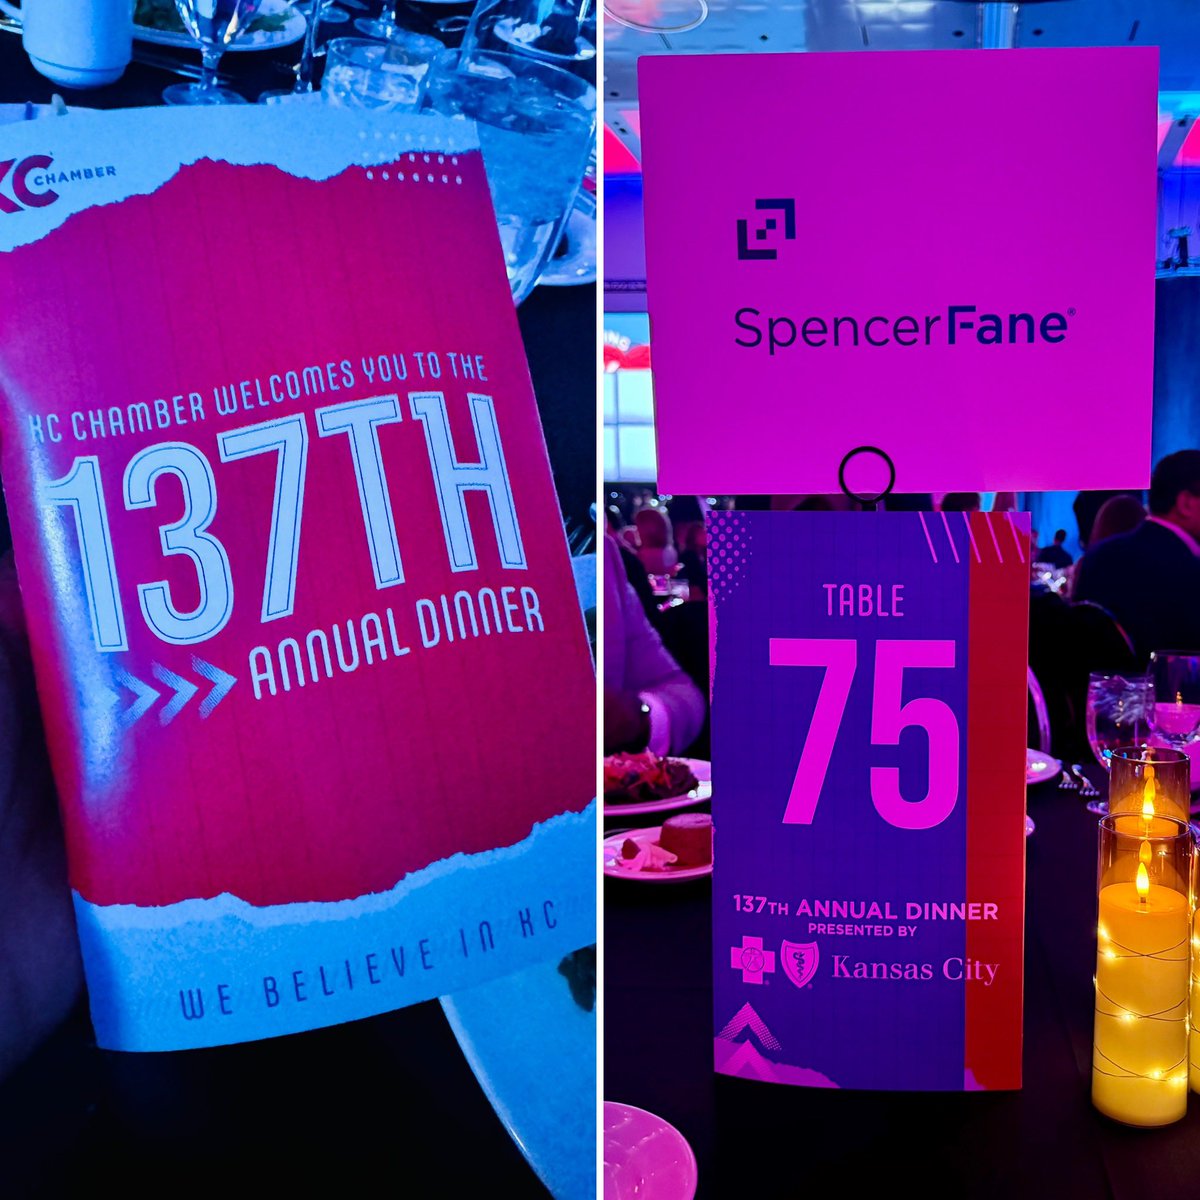 KC CHAMBER
KC CHAMBER WELCOMES YOU TO THE
137TH
ANNUAL DINNER
WE BELIEVE IN KC
SpencerFane®
TABLE
75
137TH ANNUAL DINNER
PRESENTED BY
Kansas City